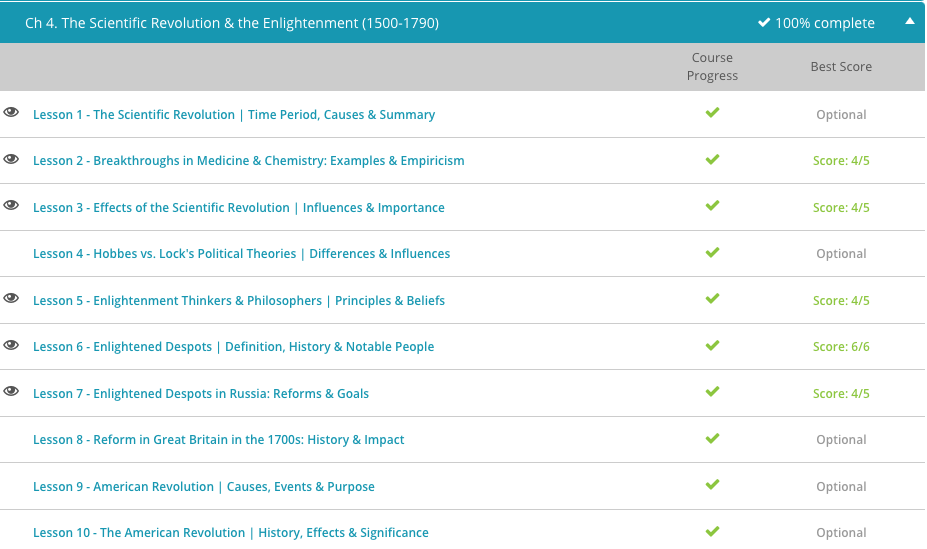 Ch 4. The Scientific Revolution & the Enlightenment (1500-1790) 100% complete
Course Progress Best Score
Lesson 1 - The Scientific Revolution | Time Period, Causes & Summary Optional
Lesson 2 - Breakthroughs in Medicine & Chemistry: Examples & Empiricism Score: 4/5
Lesson 3 - Effects of the Scientific Revolution | Influences & Importance Score: 4/5
Lesson 4 - Hobbes vs. Lock's Political Theories | Differences & Influences Optional
Lesson 5 - Enlightenment Thinkers & Philosophers | Principles & Beliefs Score: 4/5
Lesson 6 - Enlightened Despots | Definition, History & Notable People Score: 6/6
Lesson 7 - Enlightened Despots in Russia: Reforms & Goals Score: 4/5
Lesson 8 - Reform in Great Britain in the 1700s: History & Impact Optional
Lesson 9 - American Revolution | Causes, Events & Purpose Optional
Lesson 10 - The American Revolution | History, Effects & Significance Optional